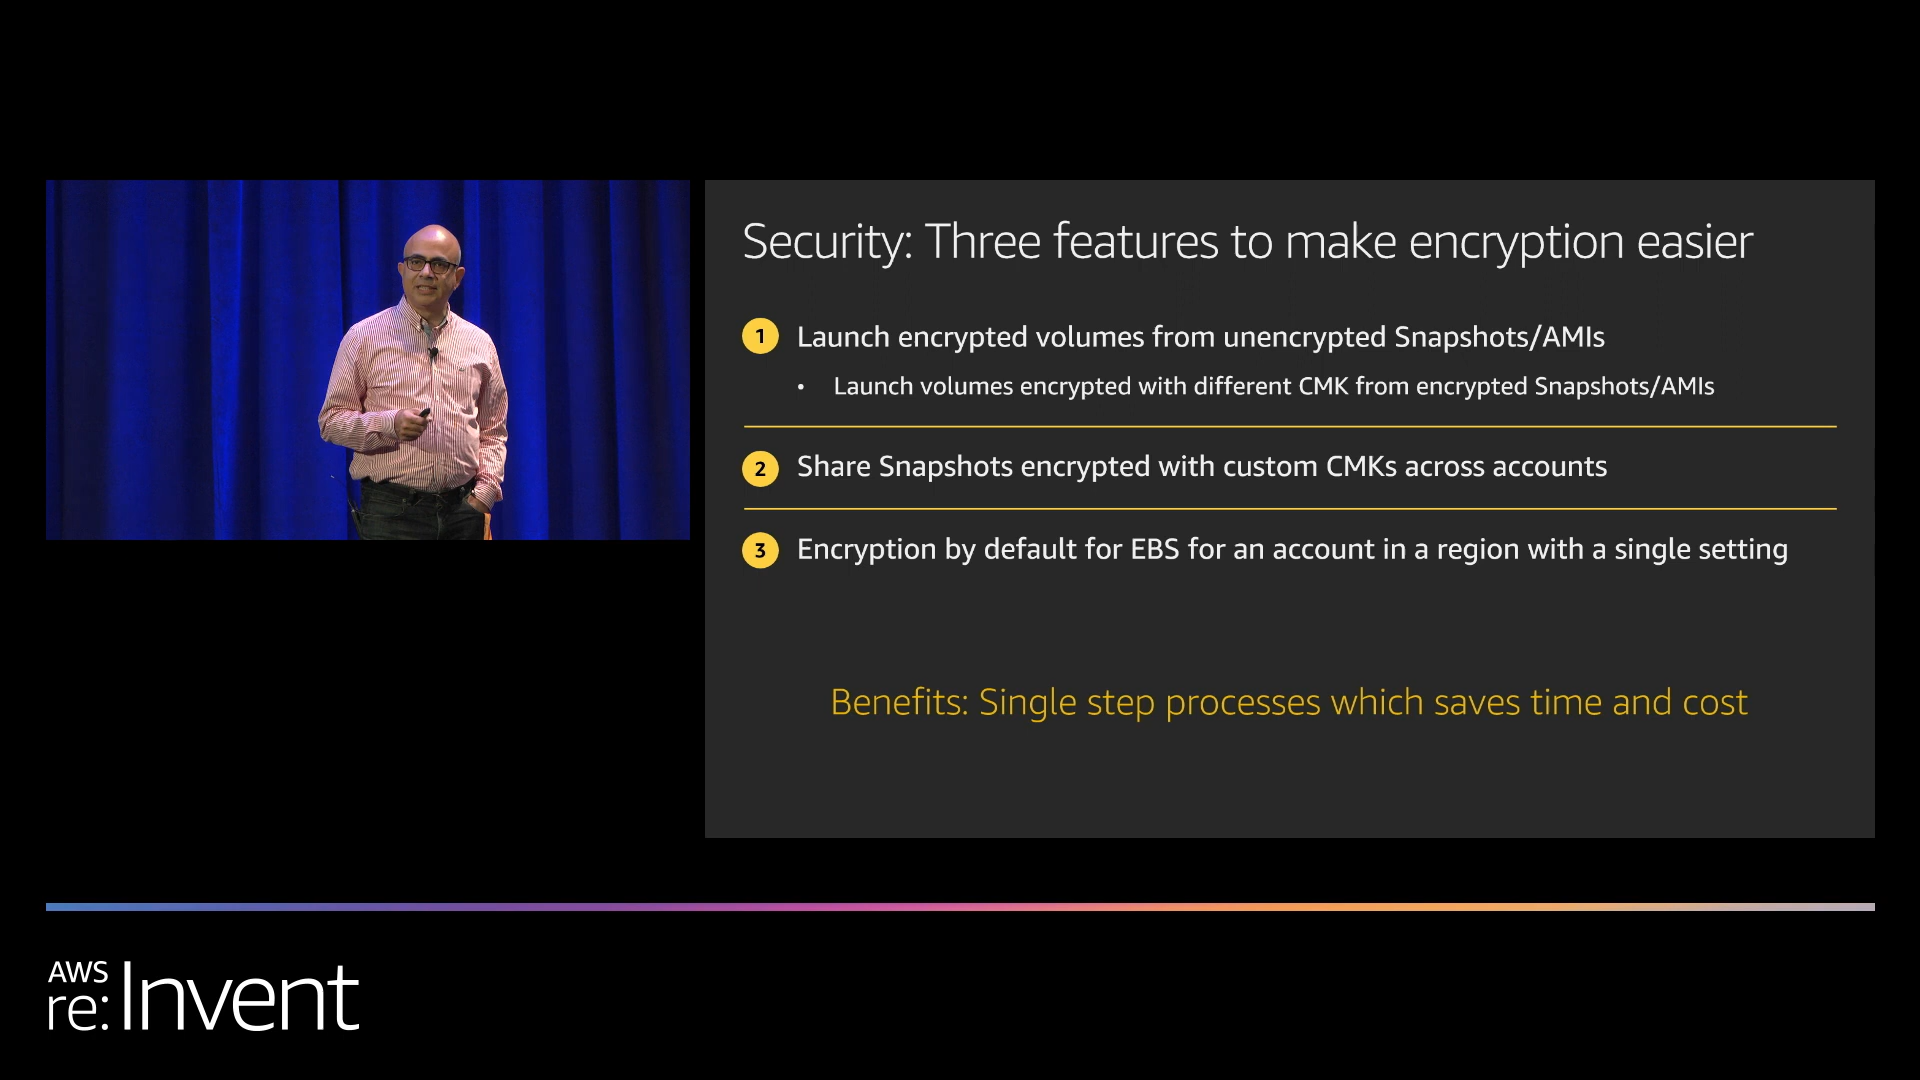 Security: Three features to make encryption easier
1 Launch encrypted volumes from unencrypted Snapshots/AMIs
• Launch volumes encrypted with different CMK from encrypted Snapshots/AMIs
2 Share Snapshots encrypted with custom CMKs across accounts
3 Encryption by default for EBS for an account in a region with a single setting
Benefits: Single step processes which saves time and cost
AWS
re:Invent